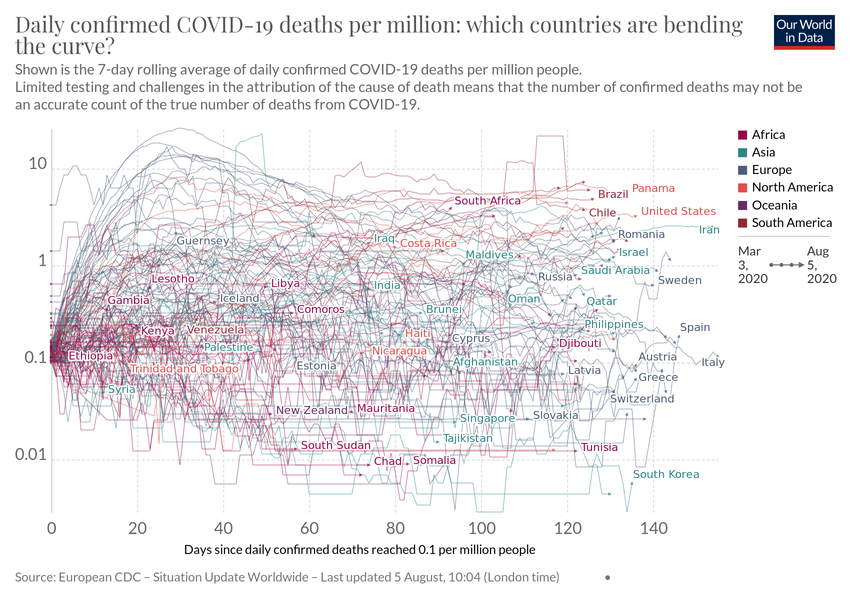 Daily confirmed COVID-19 deaths per million: which countries are bending
the curve?
Our World
in Data
Shown is the 7-day rolling average of daily confirmed COVID-19 deaths per million people.
Limited testing and challenges in the attribution of the cause of death means that the number of confirmed deaths may not be
an accurate count of the true number of deaths from COVID-19.
Africa
Asia
Europe
North America
Oceania
South America
Mar
3,
2020
Aug
5,
2020
10
1
0.1
0.01
Panama
Brazil
South Africa
Chile
United States
Iran
Romania
Guernsey
Iraq
Costa Rica
Maldives
Israel
Saudi Arabia
Russia
Sweden
Lesotho
Libya
India
Gambia
Iceland
Oman
Qatar
Comoros
Brunei
Philippines
Spain
Kenya
Venezuela
Haiti
Cyprus
Djibouti
Palestine
Nicaragua
Ethiopia
Austria
Italy
Trinidad and Tobago
Estonia
Afghanistan
Latvia
Greece
Syria
Switzerland
New Zealand
Mauritania
Singapore
Slovakia
Tajikistan
South Sudan
Tunisia
Chad
Somalia
South Korea
0
20
40
60
80
100
120
140
Days since daily confirmed deaths reached 0.1 per million people
Source: European CDC – Situation Update Worldwide – Last updated 5 August, 10:04 (London time)